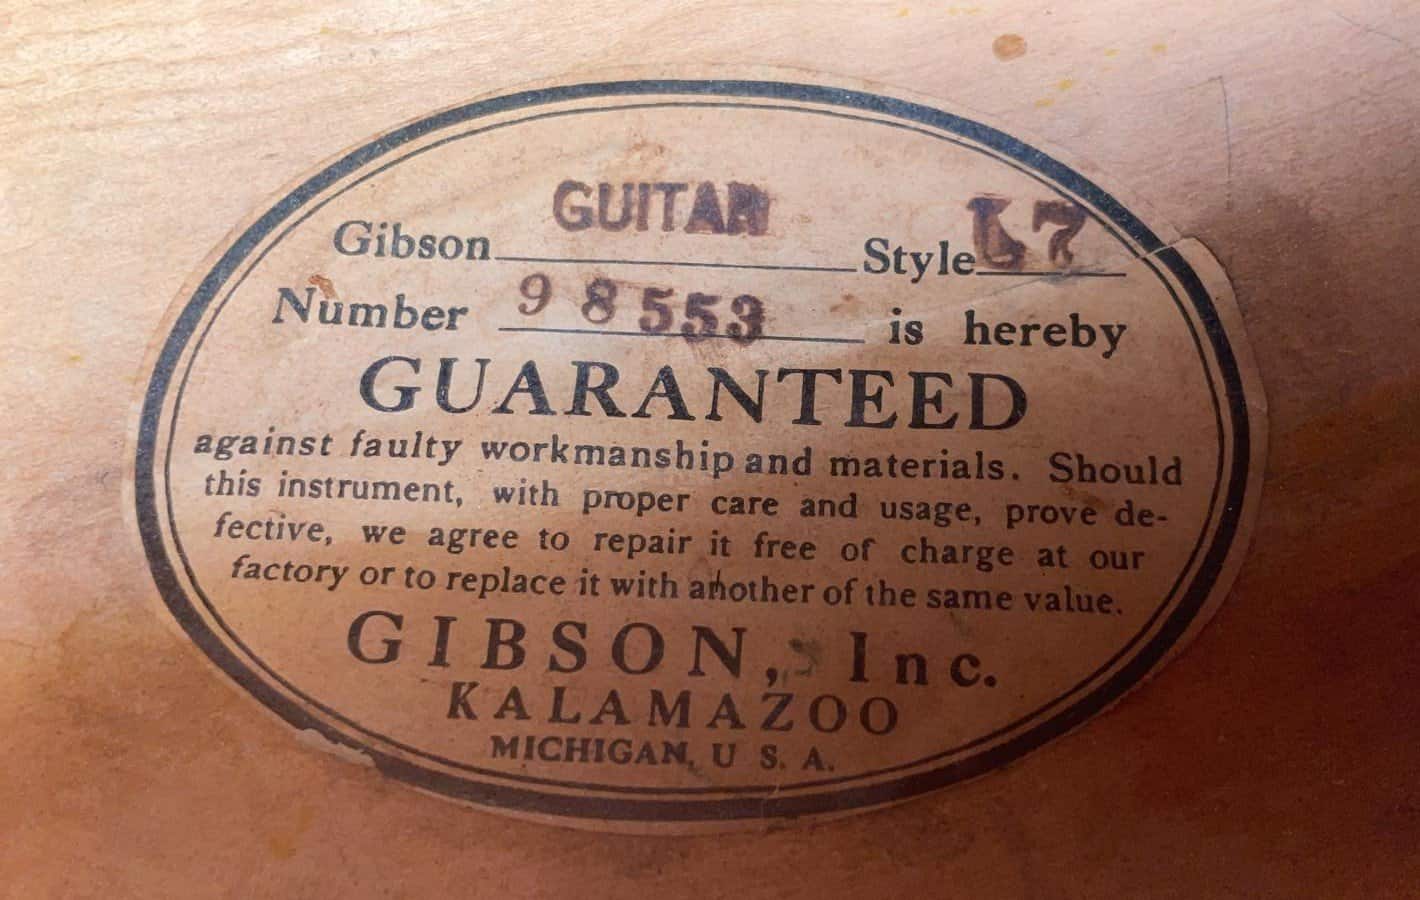 Gibson GUITAR Style L7
Number 98553 is hereby
GUARANTEED
against faulty workmanship and materials. Should
this instrument, with proper care and usage, prove de-
fective, we agree to repair it free of charge at our
factory or to replace it with another of the same value.
GIBSON, Inc.
KALAMAZOO
MICHIGAN, U S. A.